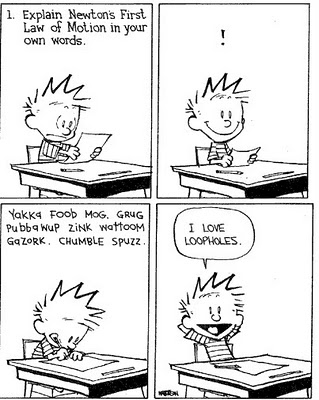 1. Explain Newton's First
Law of Motion in your
own words.
!
Yakka foob mog. Grug
pubbawup zink wattoom
gazork. Chumble spuzz.
I LOVE
LOOPHOLES.
WATTERSON